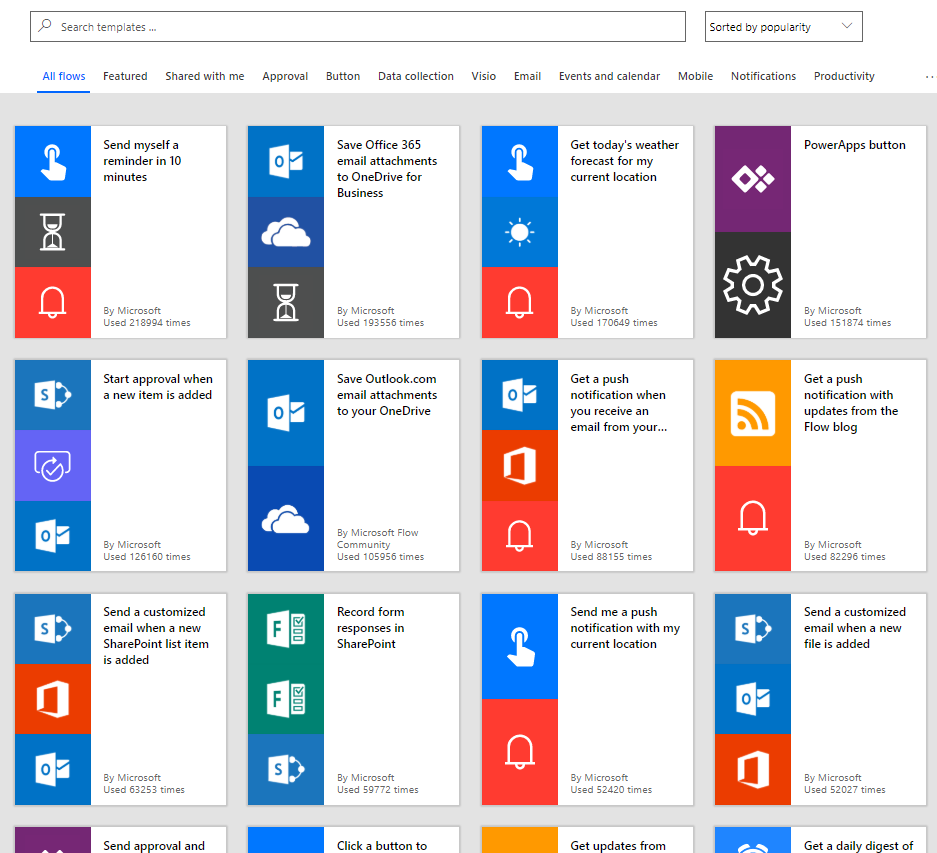 Search templates ...
Sorted by popularity
All flows Featured Shared with me Approval Button Data collection Visio Email Events and calendar Mobile Notifications Productivity ...
Send myself a
reminder in 10
minutes
By Microsoft
Used 218994 times
Save Office 365
email attachments
to OneDrive for
Business
By Microsoft
Used 193556 times
Get today's weather
forecast for my
current location
By Microsoft
Used 170649 times
PowerApps button
By Microsoft
Used 151874 times
Start approval when
a new item is added
By Microsoft
Used 126160 times
Save Outlook.com
email attachments
to your OneDrive
By Microsoft Flow
Community
Used 105956 times
Get a push
notification when
you receive an
email from your...
By Microsoft
Used 88155 times
Get a push
notification with
updates from the
Flow blog
By Microsoft
Used 82296 times
Send a customized
email when a new
SharePoint list item
is added
By Microsoft
Used 63253 times
Record form
responses in
SharePoint
By Microsoft
Used 59772 times
Send me a push
notification with my
current location
By Microsoft
Used 52420 times
Send a customized
email when a new
file is added
By Microsoft
Used 52027 times
Send approval and
Click a button to
Get updates from
Get a daily digest of